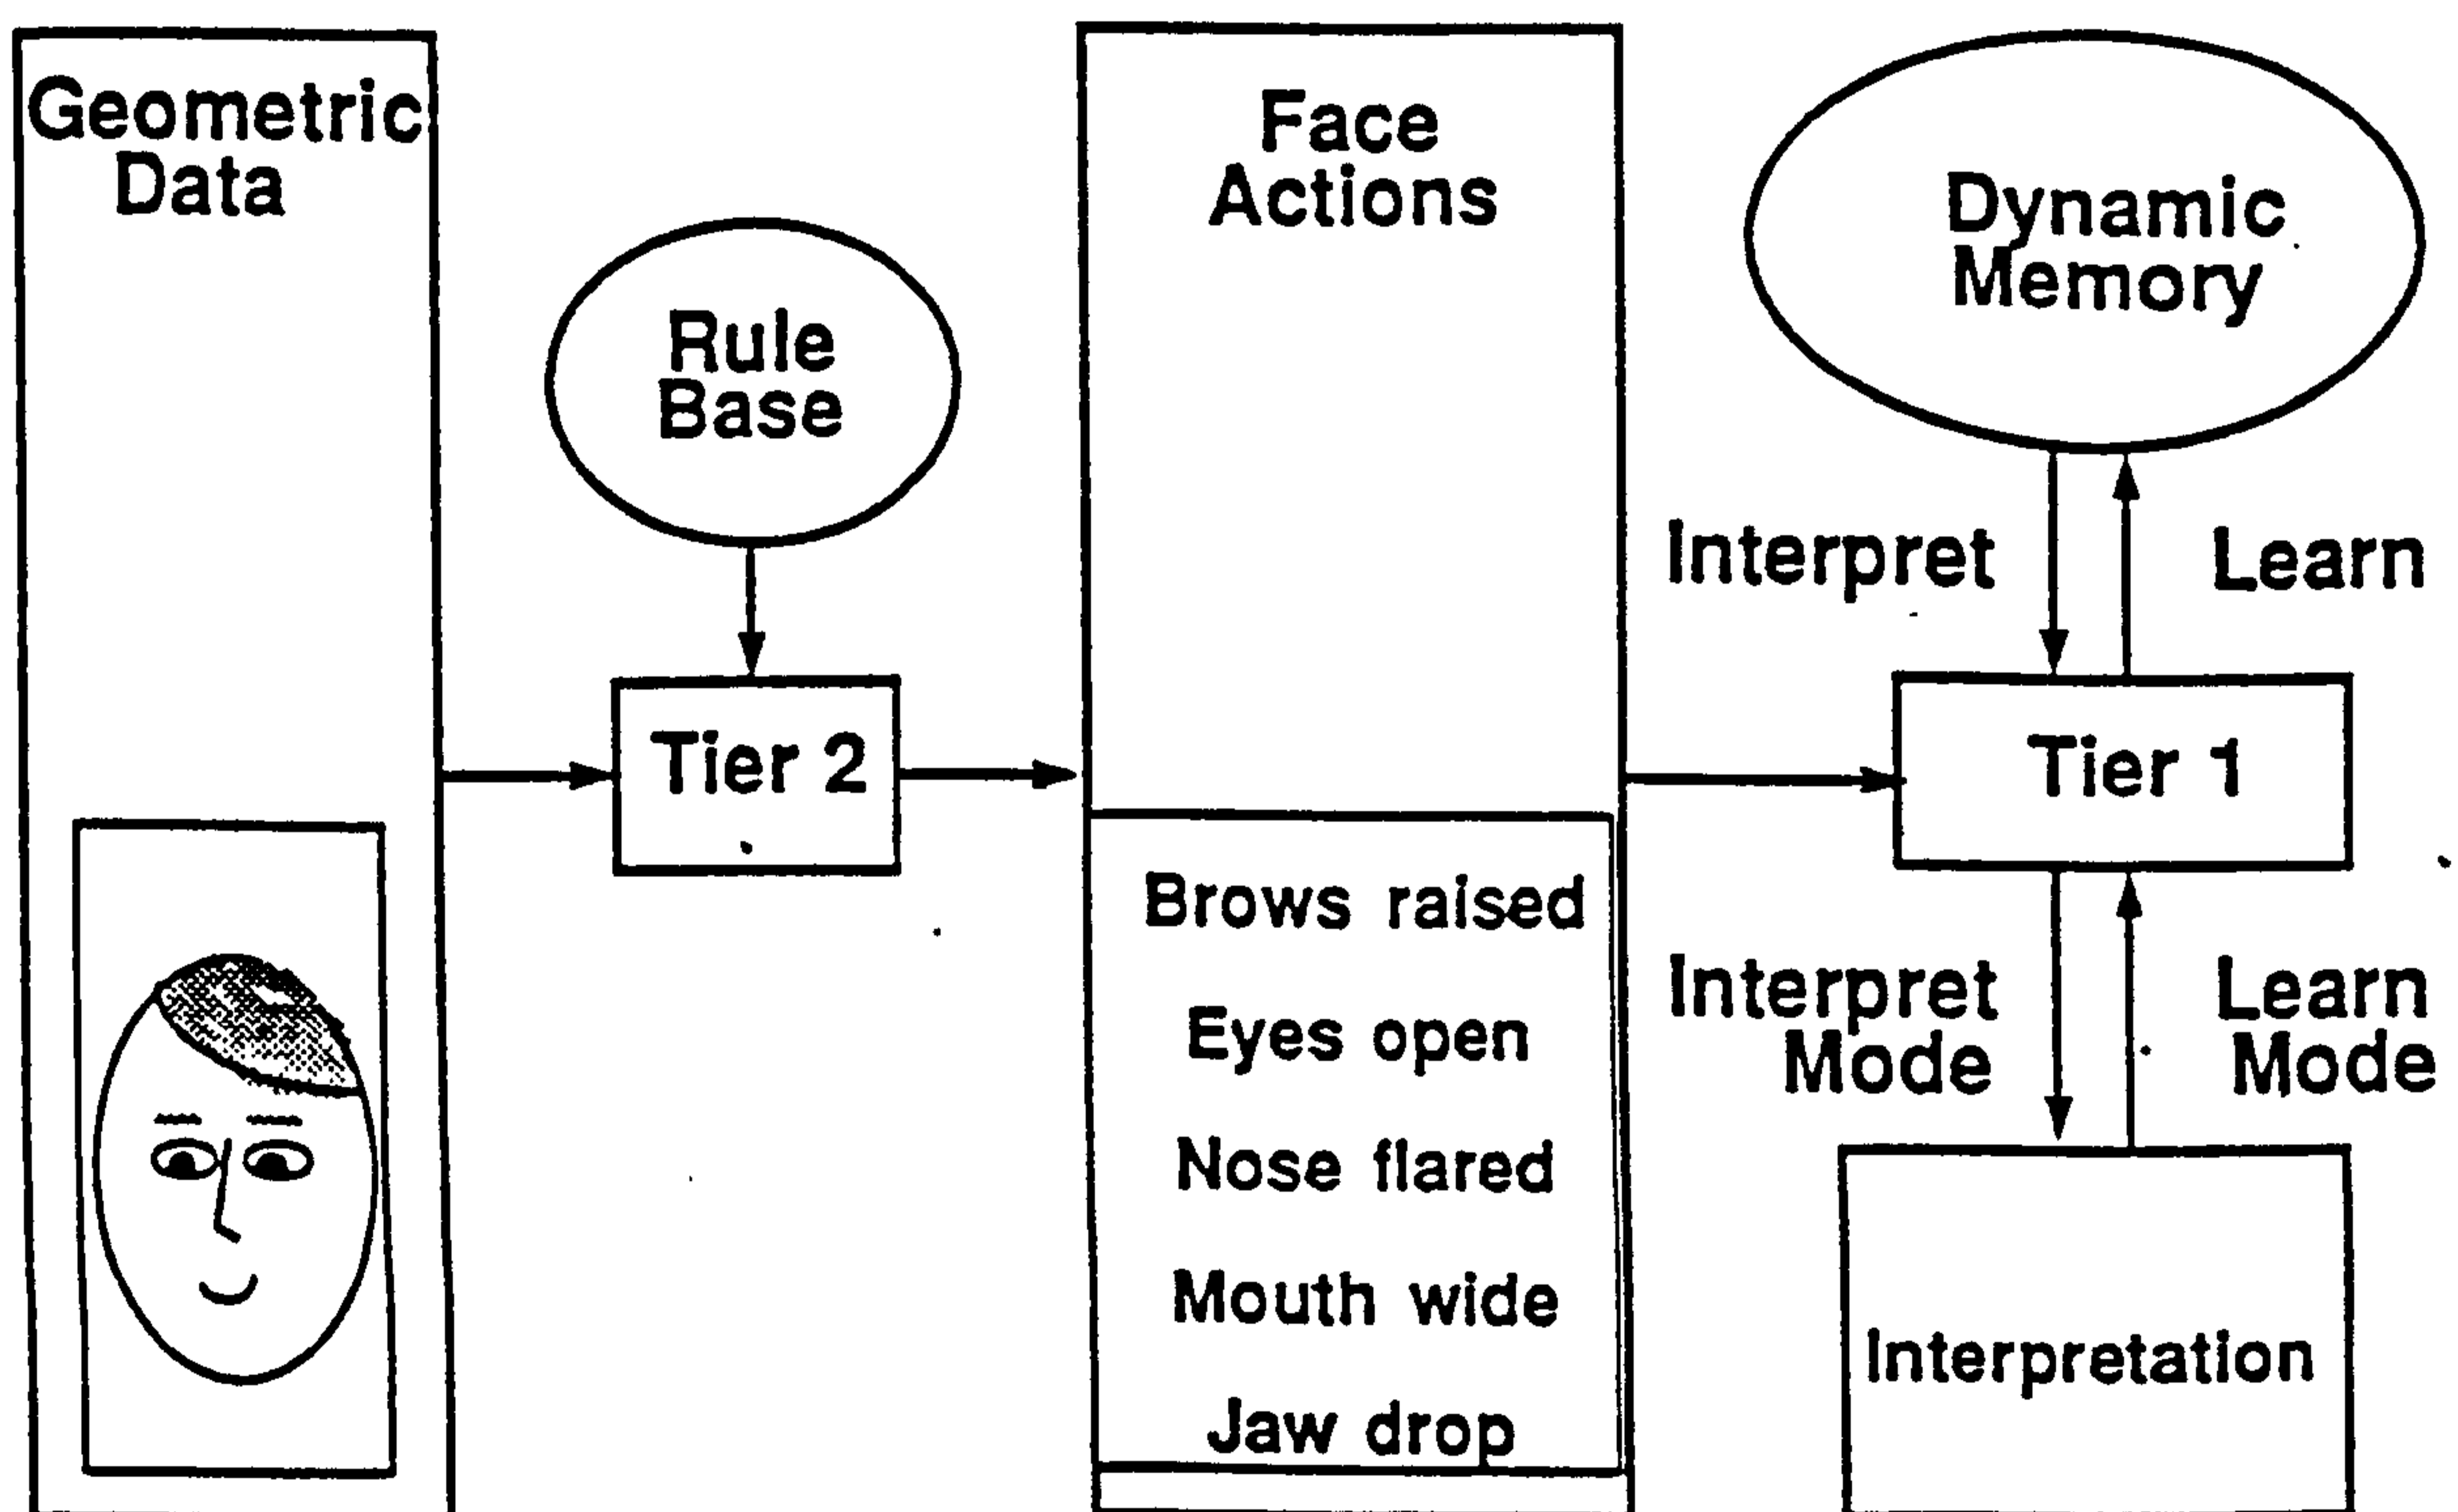 Geometric
Data
Rule
Base
Tier 2
Face
Actions
Brows raised
Eyes open
Nose flared
Mouth wide
Jaw drop
Dynamic
Memory
Interpret
Learn
Tier 1
Interpret
Mode
Learn
Mode
Interpretation